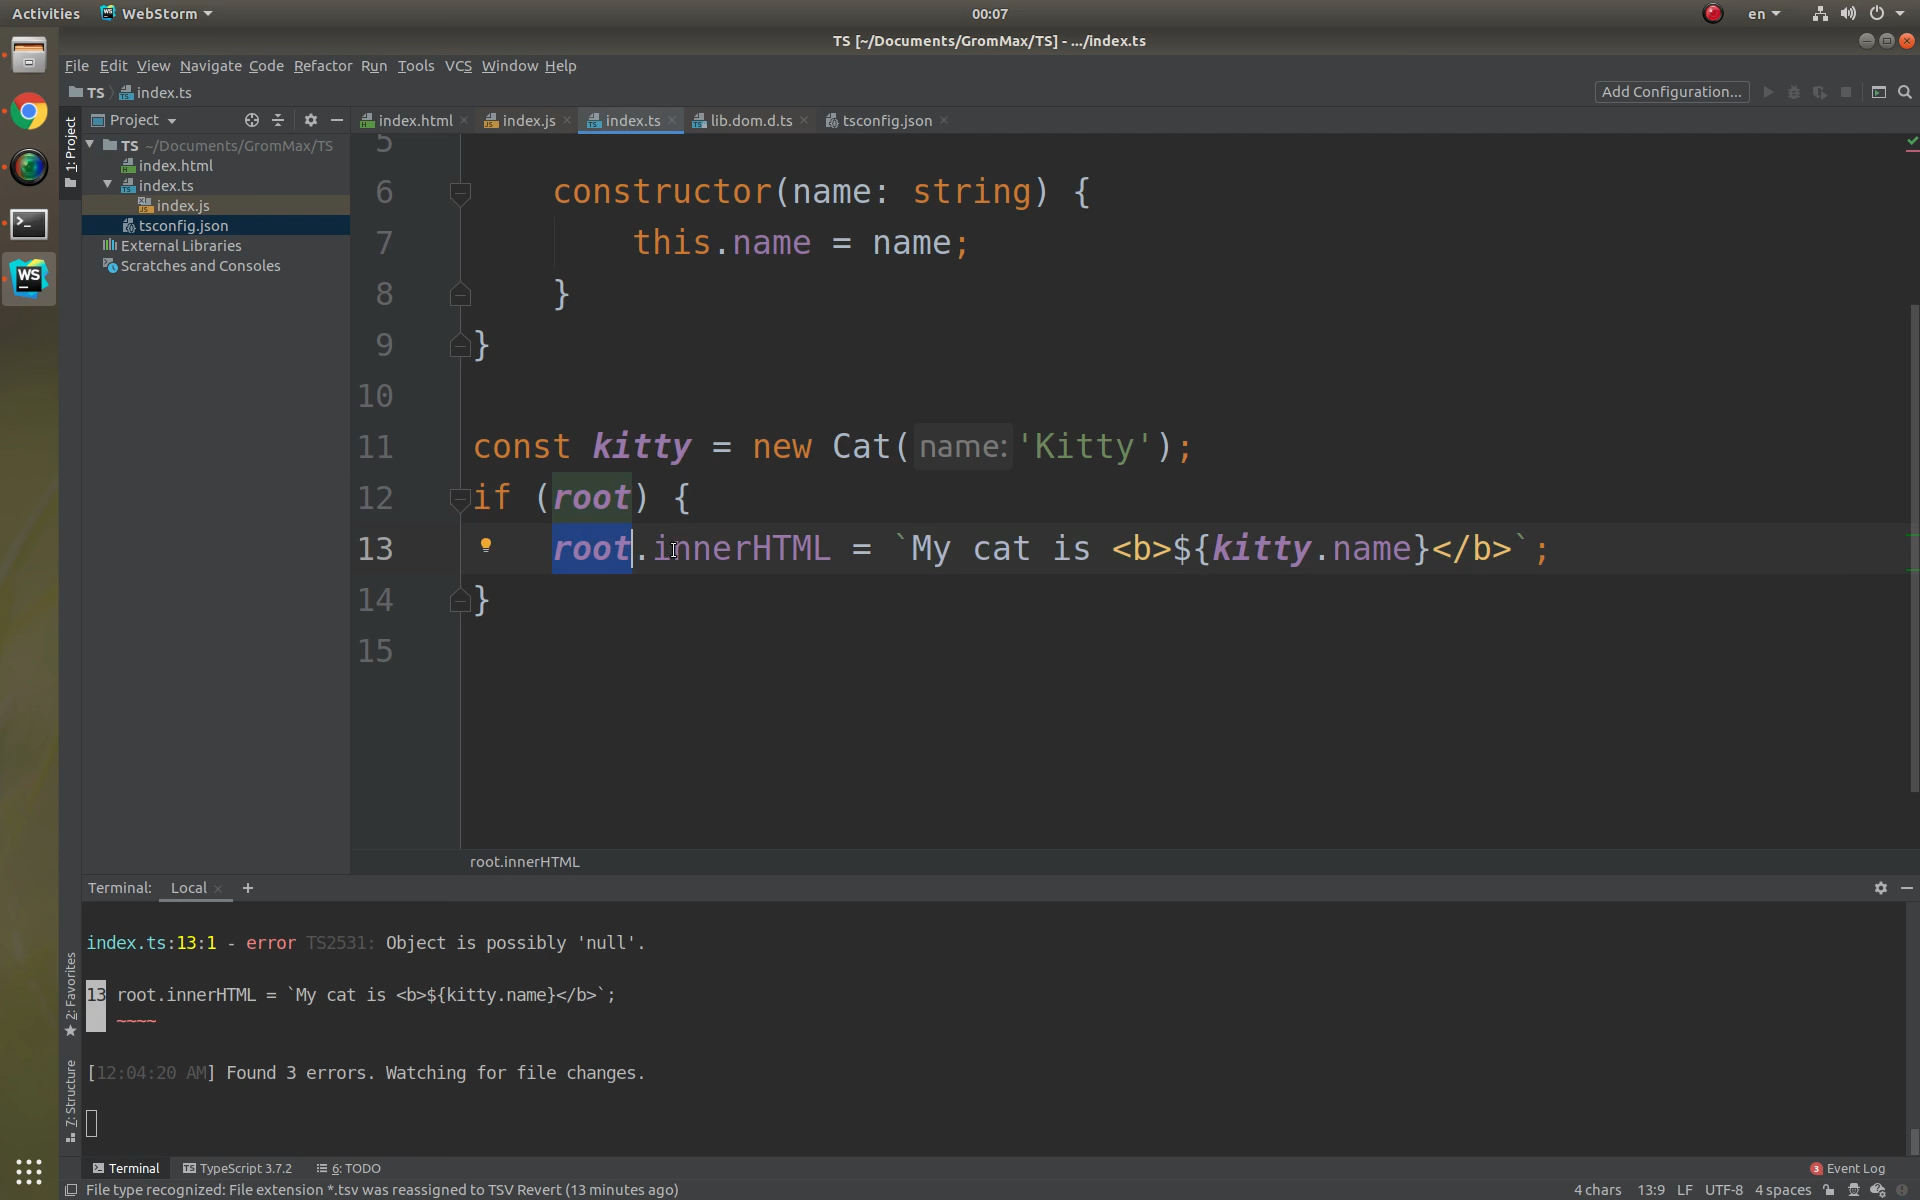 Activities WebStorm 00:07 en
TS [~/Documents/GromMax/TS] - .../index.ts
File Edit View Navigate Code Refactor Run Tools VCS Window Help
TS index.ts Add Configuration...
1: Project
Project
TS ~/Documents/GromMax/TS
index.html
index.ts
index.js
tsconfig.json
External Libraries
Scratches and Consoles
index.html index.js index.ts lib.dom.d.ts tsconfig.json
5
6 constructor(name: string) {
7 this.name = name;
8 }
9 }
10
11 const kitty = new Cat( name: 'Kitty');
12 if (root) {
13 root.innerHTML = `My cat is <b>${kitty.name}</b>`;
14 }
15
root.innerHTML
Terminal: Local +
index.ts:13:1 - error TS2531: Object is possibly 'null'.
13 root.innerHTML = `My cat is <b>${kitty.name}</b>`;
~~~~
[12:04:20 AM] Found 3 errors. Watching for file changes.
2: Favorites
7: Structure
Terminal TypeScript 3.7.2 6: TODO 3 Event Log
File type recognized: File extension *.tsv was reassigned to TSV Revert (13 minutes ago) 4 chars 13:9 LF UTF-8 4 spaces